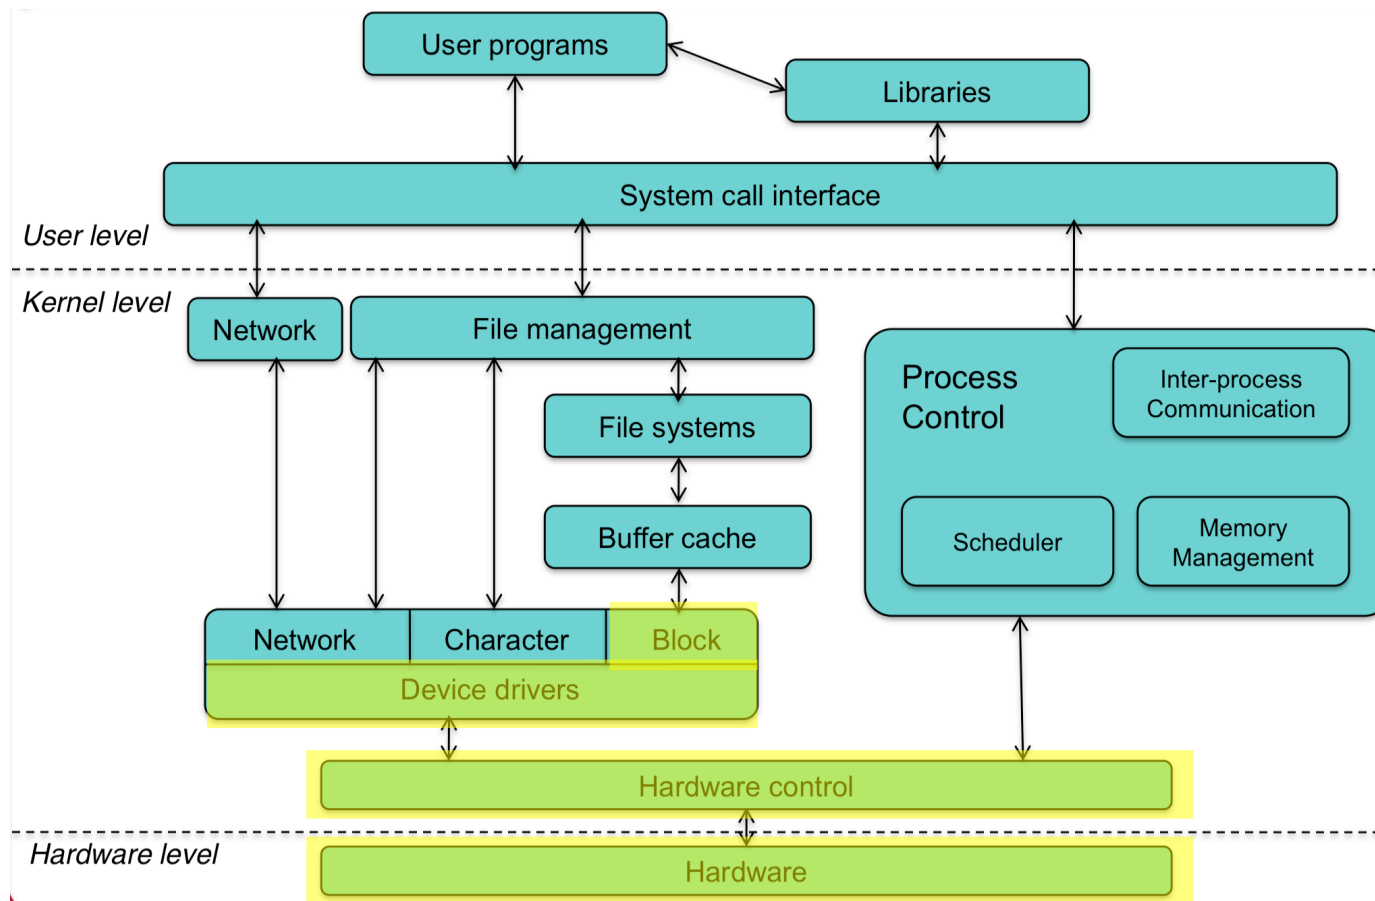 User programs
Libraries
System call interface
User level
Kernel level
Network
File management
Process
Control
Inter-process
Communication
File systems
Scheduler
Memory
Management
Buffer cache
Network
Character
Block
Device drivers
Hardware control
Hardware level
Hardware